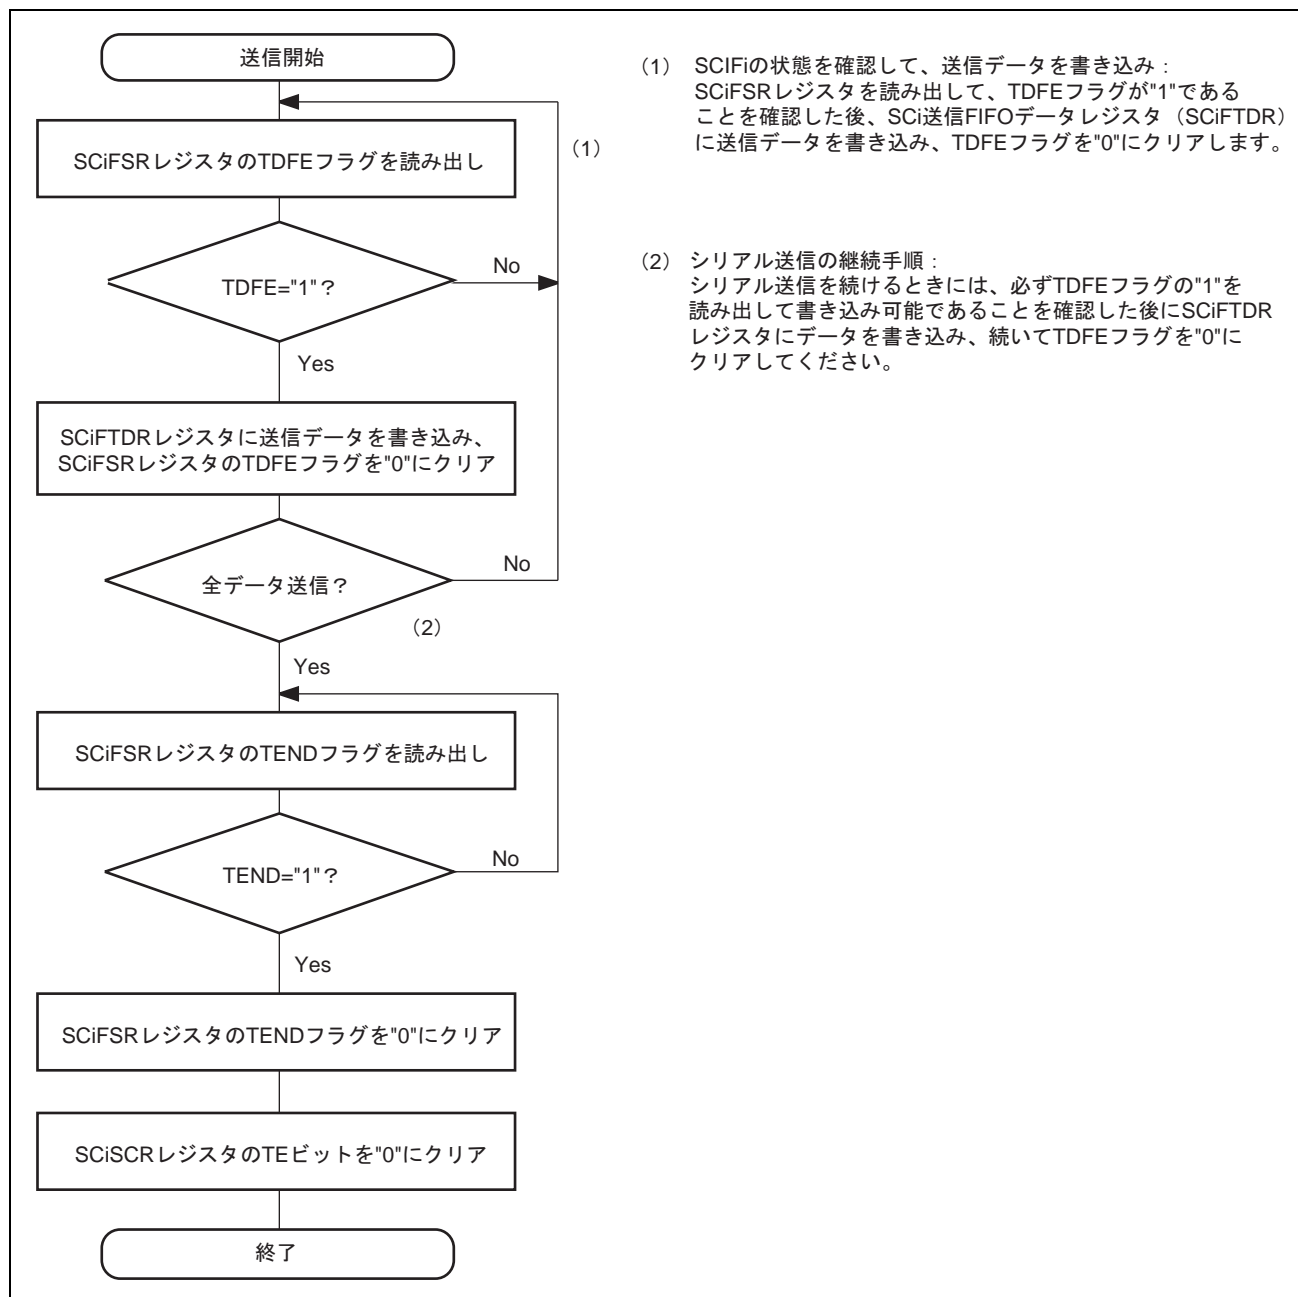 送信開始
SCiFSRレジスタのTDFEフラグを読み出し
(1)
TDFE="1"?
No
Yes
SCiFTDRレジスタに送信データを書き込み、
SCiFSRレジスタのTDFEフラグを"0"にクリア
全データ送信?
No
(2)
Yes
SCiFSRレジスタのTENDフラグを読み出し
TEND="1"?
No
Yes
SCiFSRレジスタのTENDフラグを"0"にクリア
SCiSCRレジスタのTEビットを"0"にクリア
終了
(1) SCIFiの状態を確認して、送信データを書き込み:
SCiFSRレジスタを読み出して、TDFEフラグが"1"である
ことを確認した後、SCi送信FIFOデータレジスタ(SCiFTDR)
に送信データを書き込み、TDFEフラグを"0"にクリアします。
(2) シリアル送信の継続手順:
シリアル送信を続けるときには、必ずTDFEフラグの"1"を
読み出して書き込み可能であることを確認した後にSCiFTDR
レジスタにデータを書き込み、続いてTDFEフラグを"0"に
クリアしてください。